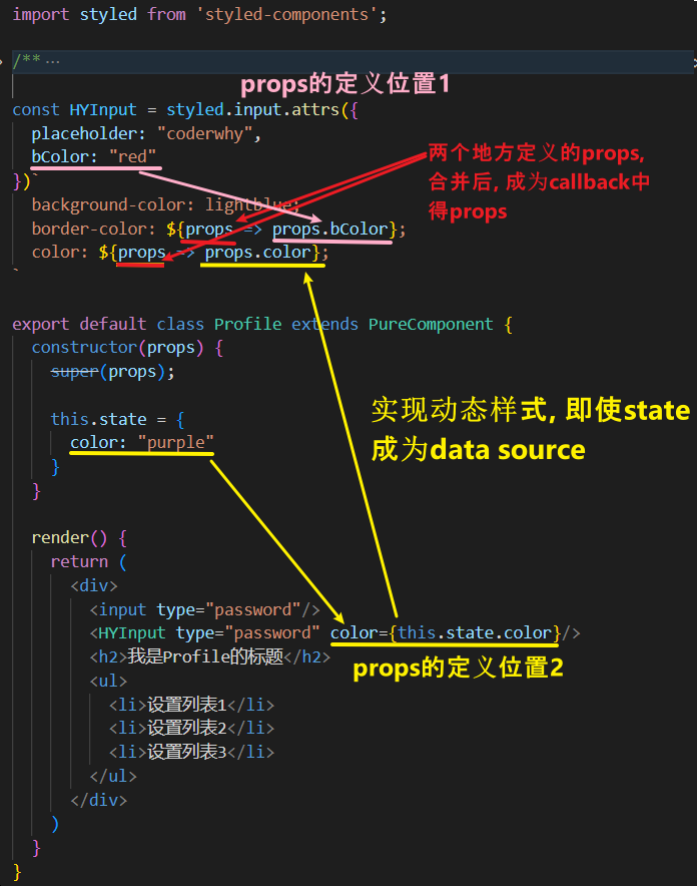 import styled from 'styled-components';
/** ...
props的定义位置1
const HYInput = styled.input.attrs({
placeholder: "coderwhy",
bColor: "red"
})`
两个地方定义的props,
合并后, 成为callback中
得props
background-color: lightblue;
border-color: ${props => props.bColor};
color: ${props => props.color};
`
export default class Profile extends PureComponent {
constructor(props) {
super(props);
this.state = {
color: "purple"
}
}
实现动态样式, 即使state
成为data source
render() {
return (
<div>
<input type="password"/>
<HYInput type="password" color={this.state.color}/>
<h2>我是Profile的标题</h2>
props的定义位置2
<ul>
<li>设置列表1</li>
<li>设置列表2</li>
<li>设置列表3</li>
</ul>
</div>
)
}
}